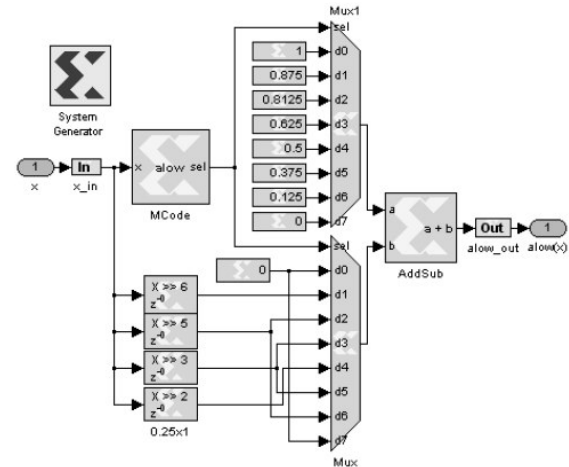 Mux1
sel
1
d0
0.875
d1
0.8125
d2
0.625
d3
0.5
d4
0.375
d5
0.125
d6
0
d7
System
Generator
1
x
In
x_in
x alow sel
MCode
a
b
a + b
AddSub
Out
alow_out
1
alow(x)
sel
0
d0
X >> 6
z-0
d1
X >> 5
z-0
d2
X >> 3
z-0
d3
X >> 2
z-0
d4
d5
d6
d7
0.25x1
Mux